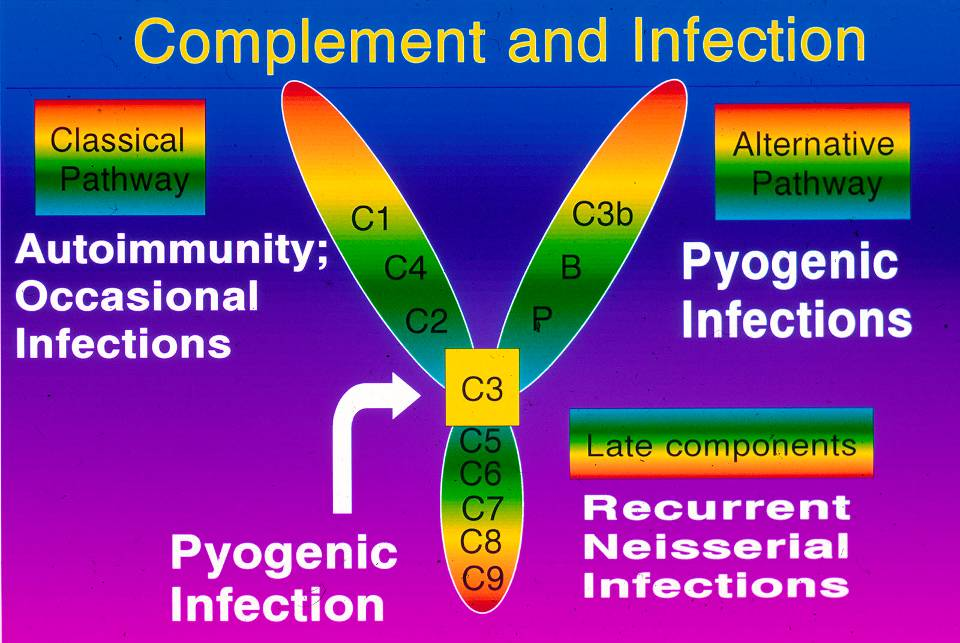 Complement and Infection
Classical
Pathway
Autoimmunity;
Occasional
Infections
Alternative
Pathway
Pyogenic
Infections
C1
C4
C2
C3b
B
P
C3
C5
C6
C7
C8
C9
Late components
Recurrent
Neisserial
Infections
Pyogenic
Infection